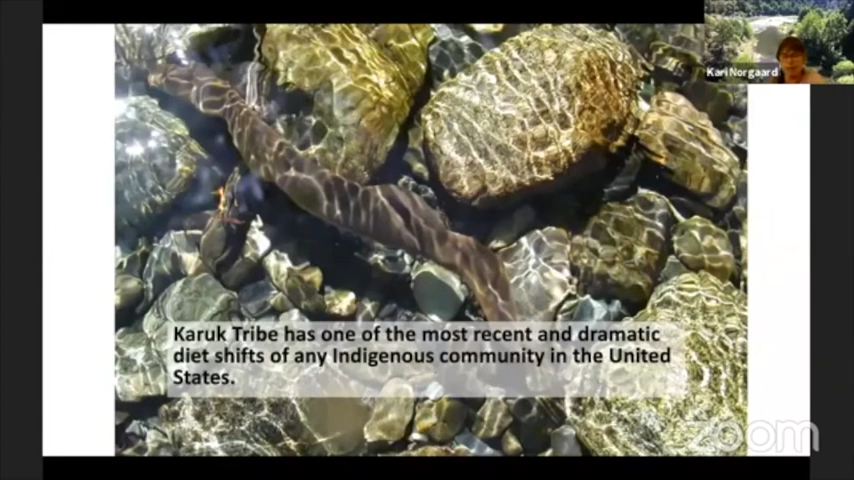 Kari Norgaard
Karuk Tribe has one of the most recent and dramatic
diet shifts of any Indigenous community in the United
States.
zoom